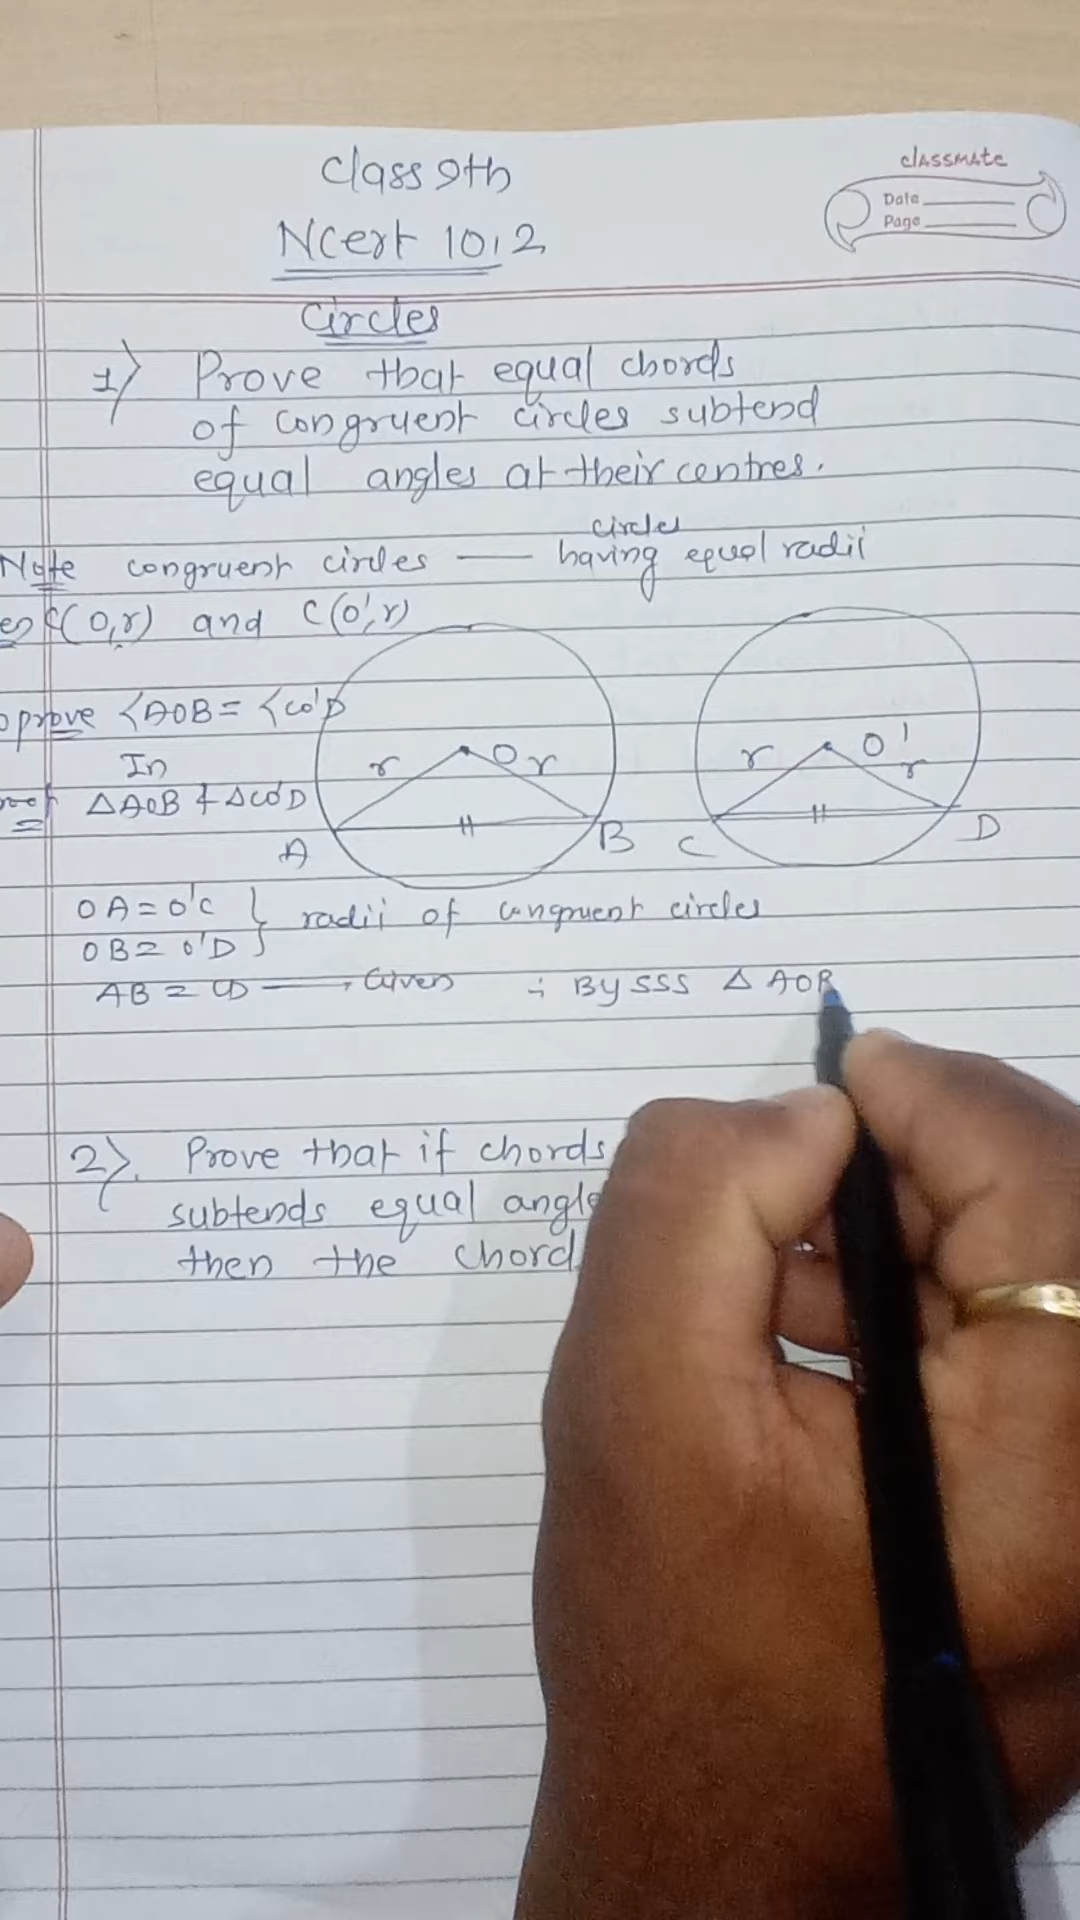 Class 9th
classmate
Date
Page
Ncert 10.2
Circles
1) Prove that equal chords
of congruent circles subtend
equal angles at their centres.
circles
Note congruent circles — having equal radii
C(O,r) and C(O',r)
prove ∠AOB = ∠CO'D
In
ΔAOB & ΔCO'D
r O r
r O' r
A B C D
OA = O'C } radii of congruent circles
OB = O'D
AB = CD — Given ∴ By SSS Δ AOB
2). Prove that if chords
subtends equal angle
then the chord